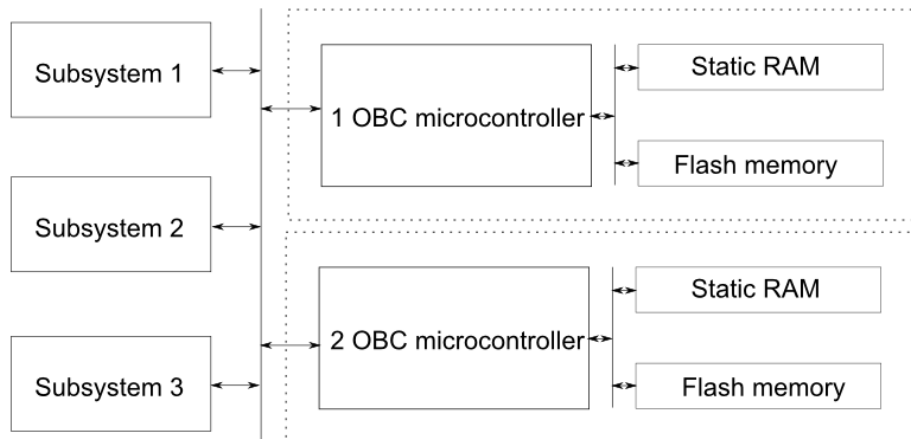 Subsystem 1
Static RAM
1 OBC microcontroller
Flash memory
Subsystem 2
Static RAM
2 OBC microcontroller
Subsystem 3
Flash memory